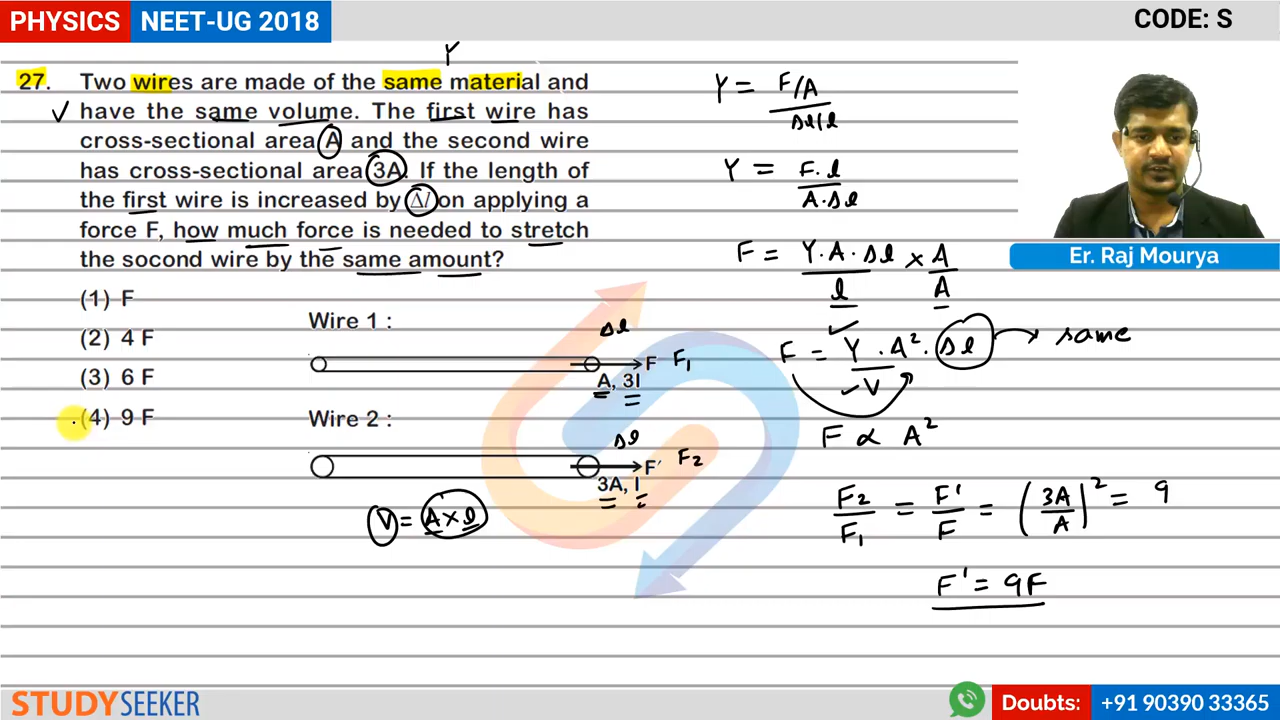 PHYSICS NEET-UG 2018
CODE: S
Y
27. Two wires are made of the same material and
have the same volume. The first wire has
cross-sectional area A and the second wire
has cross-sectional area 3A. If the length of
the first wire is increased by Δl on applying a
force F, how much force is needed to stretch
the socond wire by the same amount?
(1) F
(2) 4 F
(3) 6 F
(4) 9 F
Wire 1 :
Δl
F F₁
A, 3l
Wire 2 :
Δl
F′ F₂
3A, l
V = A × l
Y = F/A / Δl/l
Y = F · l / A · Δl
F = Y · A · Δl / l × A / A
F = Y · A² · Δl / V → same
F ∝ A²
F₂ / F₁ = F' / F = (3A / A)² = 9
F' = 9F
Er. Raj Mourya
STUDY SEEKER
Doubts: +91 90390 33365